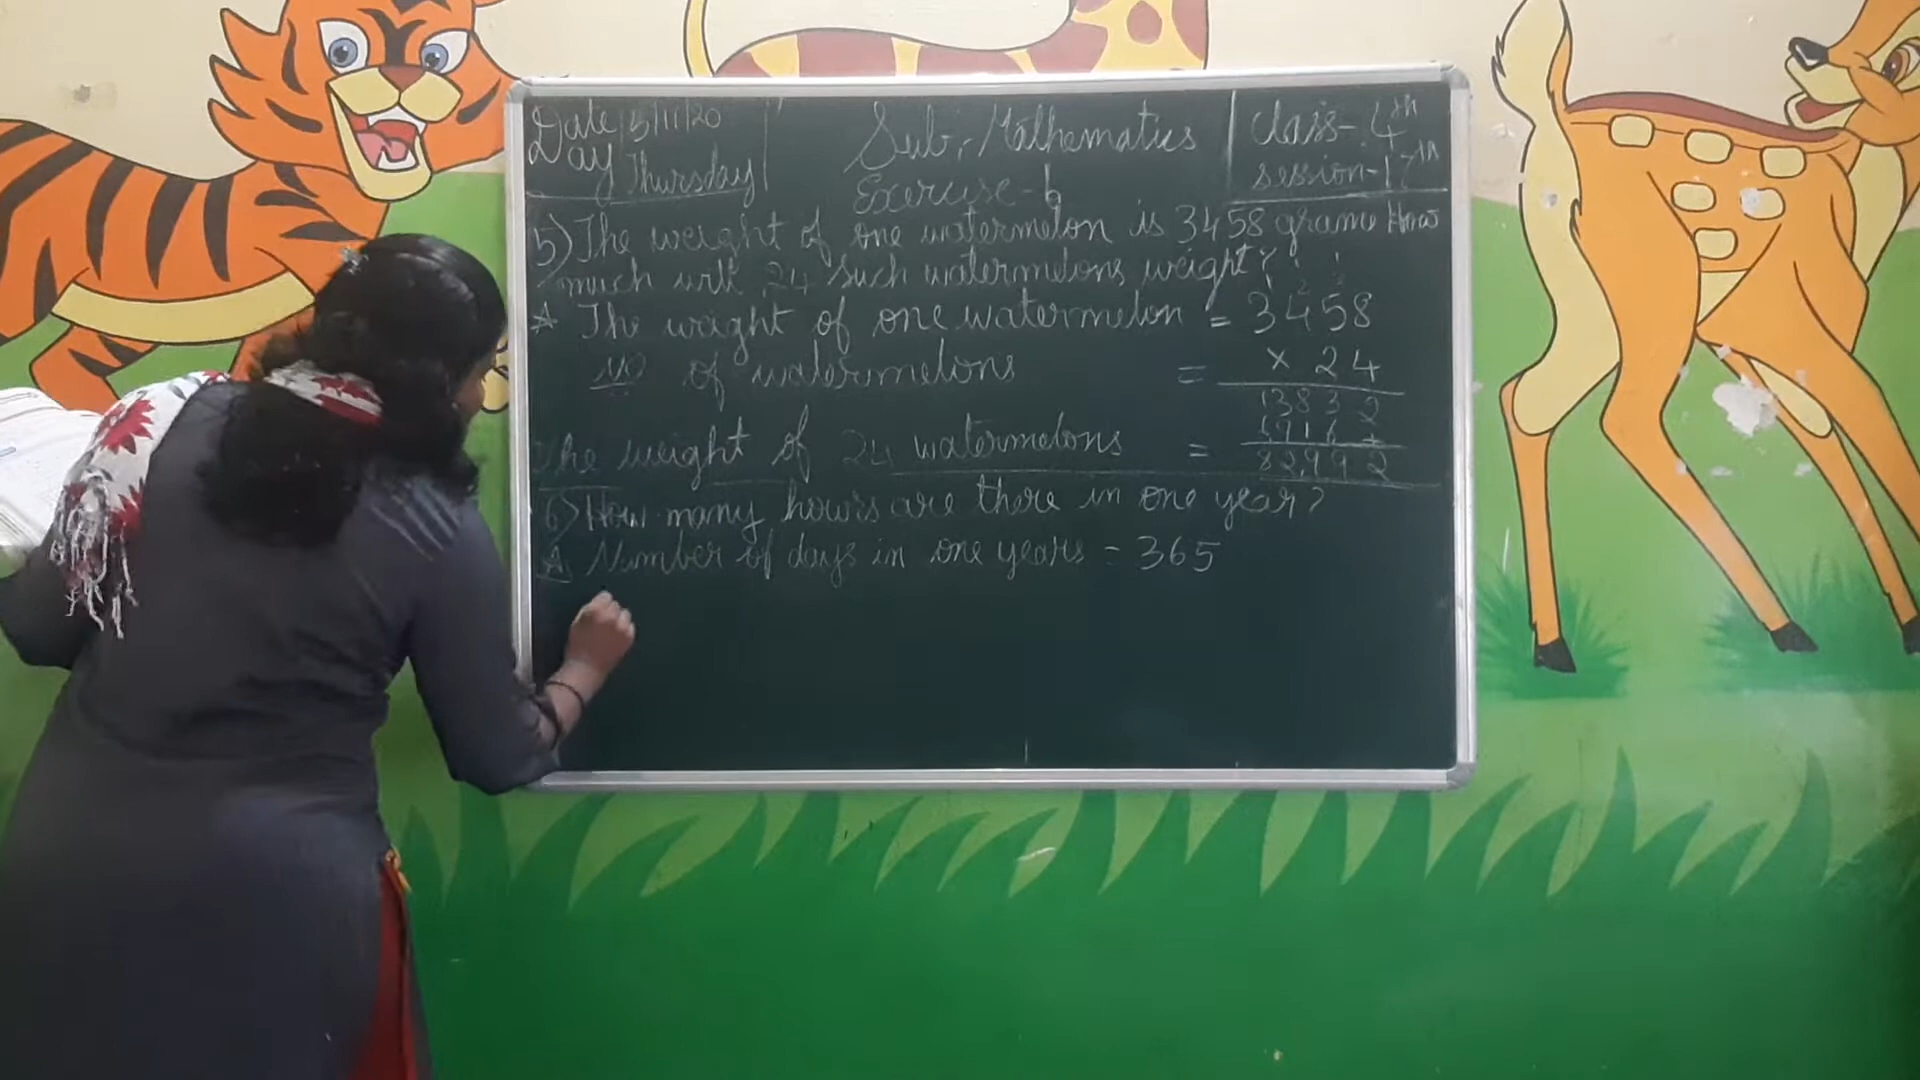 Date 5/11/20
Day Thursday
Sub:- Mathematics
Exercise-6
Class-4th
session-17th
5) The weight of one watermelon is 3458 grams How
much will 24 such watermelons weight?
A The weight of one watermelon = 3458
No of watermelons = × 24
13832
6916+
The weight of 24 watermelons = 82,992
6) How many hours are there in one year?
A) Number of days in one years = 365